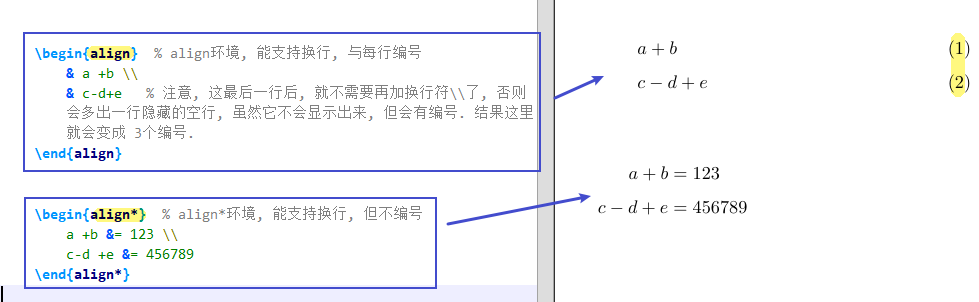 \begin{align}  % align环境, 能支持换行, 与每行编号
& a +b \\
& c-d+e   % 注意, 这最后一行后, 就不需要再加换行符\\了, 否则
会多出一行隐藏的空行, 虽然它不会显示出来, 但会有编号. 结果这里
就会变成 3个编号.
\end{align}
\begin{align*}  % align*环境, 能支持换行, 但不编号
a +b &= 123 \\
c-d +e &= 456789
\end{align*}
a + b (1)
c − d + e (2)
a + b = 123
c − d + e = 456789